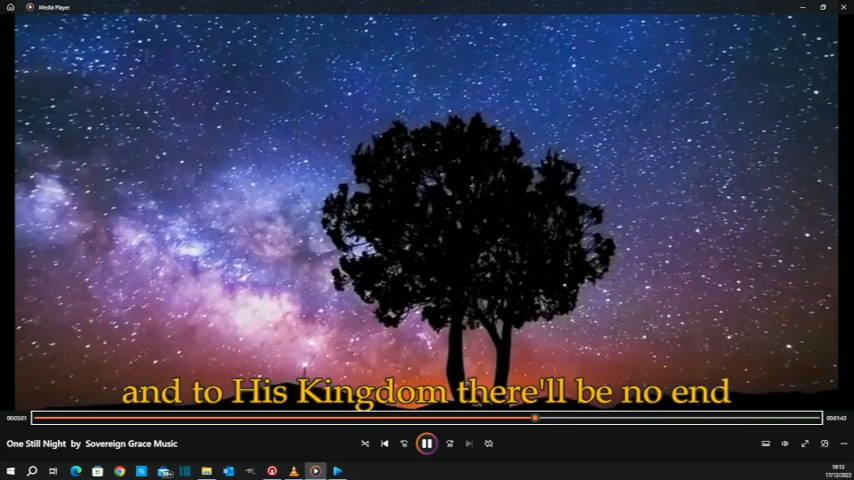 Media Player
and to His Kingdom there'll be no end
00:03:01
00:01:43
One Still Night by Sovereign Grace Music
19:13
17/12/2023